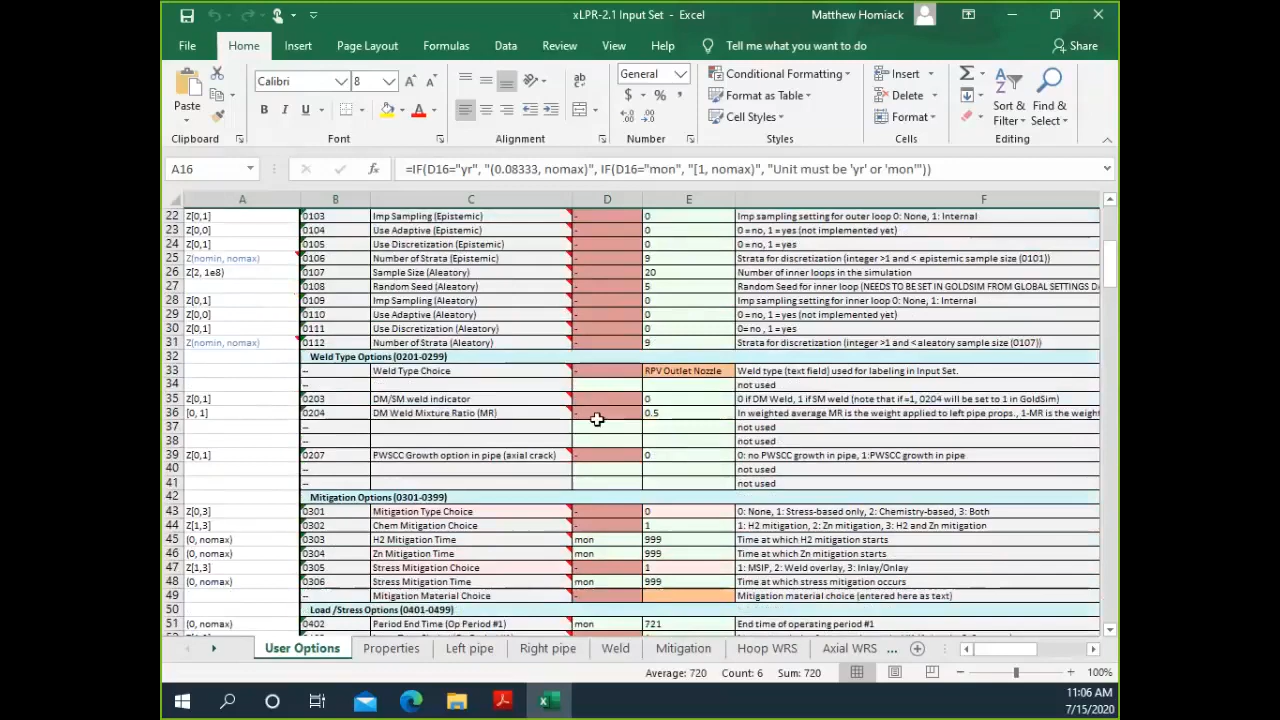 xLPR-2.1 Input Set - Excel
Matthew Homiack
File Home Insert Page Layout Formulas Data Review View Help Tell me what you want to do Share
Paste
Calibri 8
General
Conditional Formatting
Format as Table
Cell Styles
Insert
Delete
Format
Sort & Filter
Find & Select
Clipboard Font Alignment Number Styles Cells Editing
A16 fx =IF(D16="yr", "(0.08333, nomax)", IF(D16="mon", "[1, nomax)", "Unit must be 'yr' or 'mon'"))
A B C D E F
22 Z[0,1] 0103 Imp Sampling (Epistemic) - 0 Imp sampling setting for outer loop 0: None, 1: Internal
23 Z[0,0] 0104 Use Adaptive (Epistemic) - 0 0 = no, 1 = yes (not implemented yet)
24 Z[0,1] 0105 Use Discretization (Epistemic) - 0 0 = no, 1 = yes
25 Z(nomin, nomax) 0106 Number of Strata (Epistemic) - 9 Strata for discretization (integer >1 and < epistemic sample size (0101))
26 Z[2, 1e8) 0107 Sample Size (Aleatory) - 20 Number of inner loops in the simulation
27 0108 Random Seed (Aleatory) - 5 Random Seed for inner loop (NEEDS TO BE SET IN GOLDSIM FROM GLOBAL SETTINGS
28 Z[0,1] 0109 Imp Sampling (Aleatory) - 0 Imp sampling setting for inner loop 0: None, 1: Internal
29 Z[0,0] 0110 Use Adaptive (Aleatory) - 0 0 = no, 1 = yes (not implemented yet)
30 Z[0,1] 0111 Use Discretization (Aleatory) - 0 0= no , 1 = yes
31 Z(nomin, nomax) 0112 Number of Strata (Aleatory) - 9 Strata for discretization (integer >1 and < aleatory sample size (0107)
32 Weld Type Options (0201-0299)
33 -- Weld Type Choice - RPV Outlet Nozzle Weld type (text field) used for labeling in Input Set.
34 -- not used
35 Z[0,1] 0203 DM/SM weld indicator - 0 0 if DM Weld, 1 if SM weld (note that if =1, 0204 will be set to 1 in GoldSim)
36 [0, 1] 0204 DM Weld Mixture Ratio (MR) - 0.5 In weighted average MR is the weight applied to left pipe props., 1-MR is the weight
37 -- not used
38 -- not used
39 Z[0,1] 0207 PWSCC Growth option in pipe (axial crack) - 0 0: no PWSCC growth in pipe, 1:PWSCC growth in pipe
40 -- not used
41 -- not used
42 Mitigation Options (0301-0399)
43 Z[0,3] 0301 Mitigation Type Choice - 0 0: None, 1: Stress-based only, 2: Chemistry-based, 3: Both
44 Z[1,3] 0302 Chem Mitigation Choice - 1 1: H2 mitigation, 2: Zn mitigation, 3: H2 and Zn mitigation
45 (0, nomax) 0303 H2 Mitigation Time mon 999 Time at which H2 mitigation starts
46 (0, nomax) 0304 Zn Mitigation Time mon 999 Time at which Zn mitigation starts
47 Z[1,3] 0305 Stress Mitigation Choice - 1 1: MSIP, 2: Weld overlay, 3: Inlay/Onlay
48 (0, nomax) 0306 Stress Mitigation Time mon 999 Time at which stress mitigation occurs
49 -- Mitigation Material Choice - Mitigation material choice (entered here as text)
50 Load /Stress Options (0401-0499)
51 (0, nomax) 0402 Period End Time (Op Period #1) mon 721 End time of operating period #1
User Options Properties Left pipe Right pipe Weld Mitigation Hoop WRS Axial WRS ...
Average: 720 Count: 6 Sum: 720 100%
11:06 AM
7/15/2020